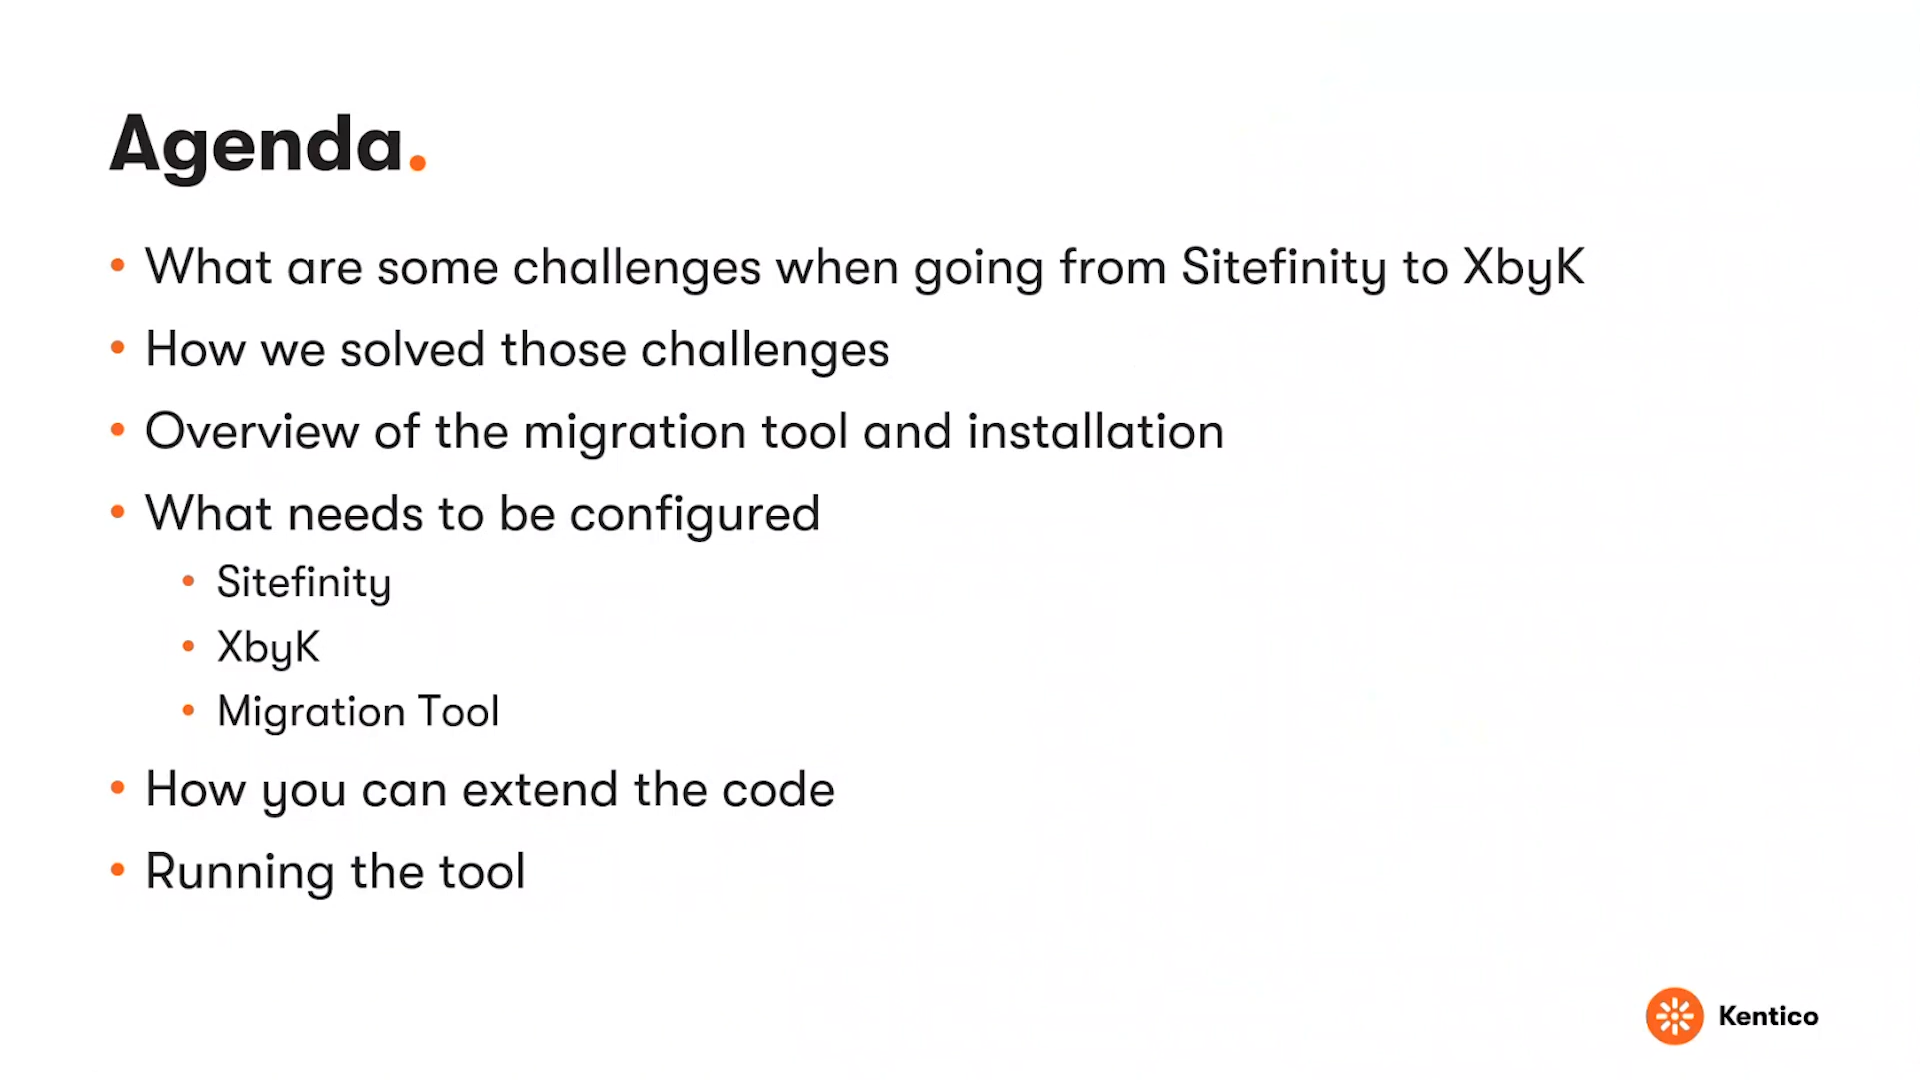 Agenda.
• What are some challenges when going from Sitefinity to XbyK
• How we solved those challenges
• Overview of the migration tool and installation
• What needs to be configured
• Sitefinity
• XbyK
• Migration Tool
• How you can extend the code
• Running the tool
Kentico